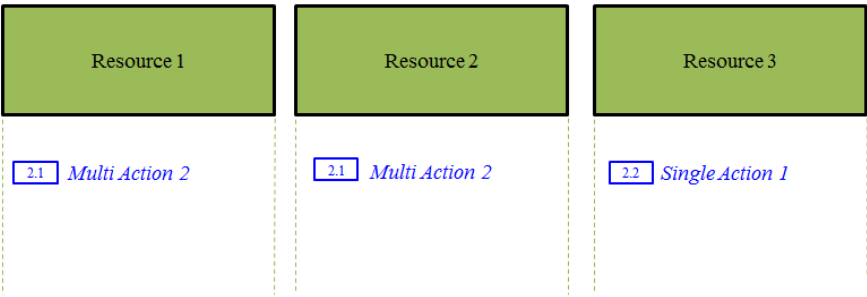 Resource 1
Resource 2
Resource 3
2.1 Multi Action 2
2.1 Multi Action 2
2.2 Single Action 1